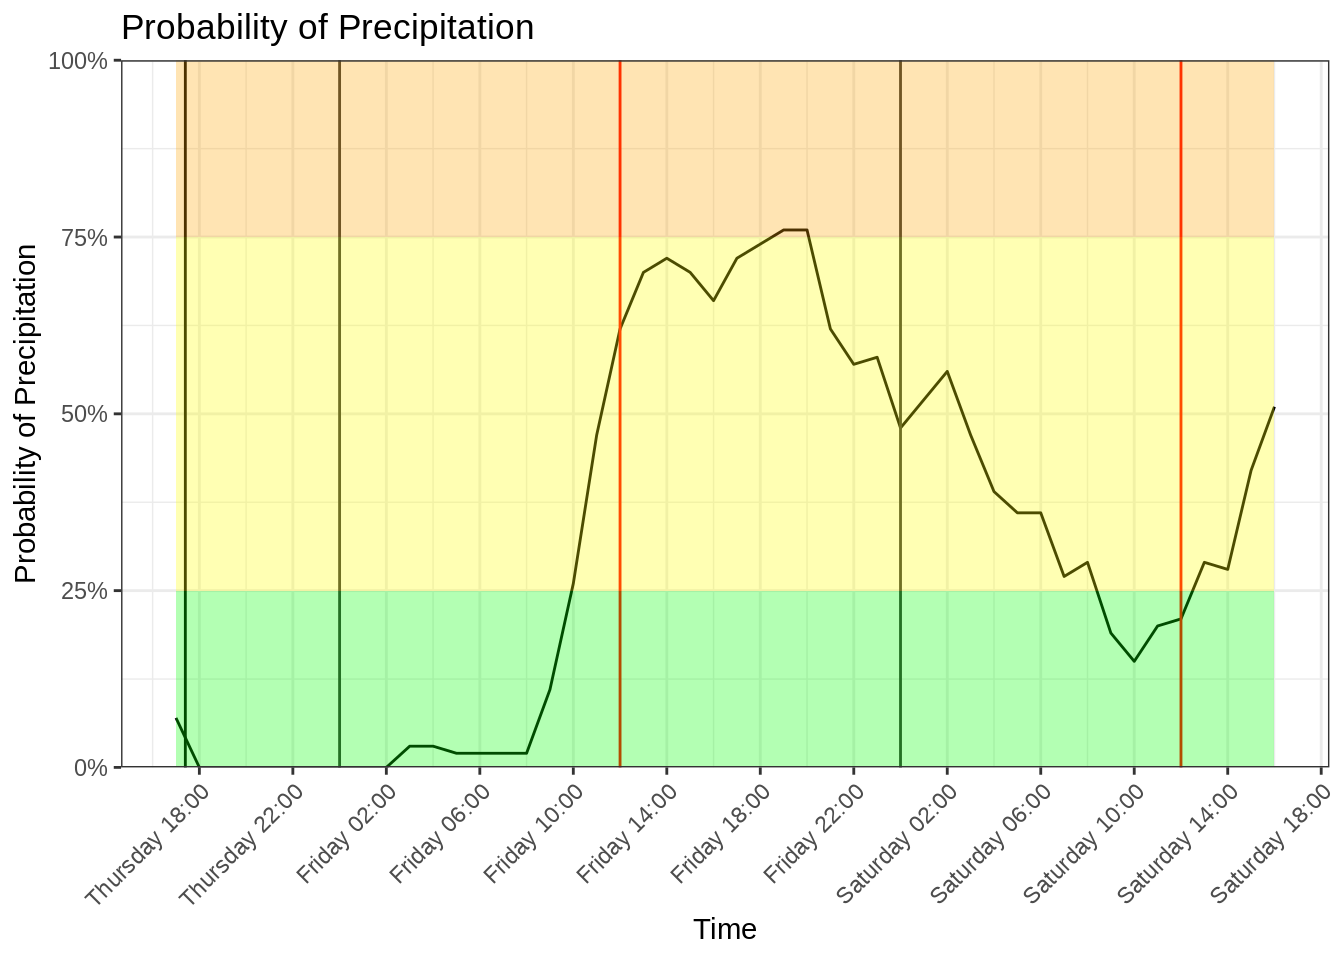 Probability of Precipitation
100%
75%
50%
25%
0%
Probability of Precipitation
Thursday 18:00
Thursday 22:00
Friday 02:00
Friday 06:00
Friday 10:00
Friday 14:00
Friday 18:00
Friday 22:00
Saturday 02:00
Saturday 06:00
Saturday 10:00
Saturday 14:00
Saturday 18:00
Time